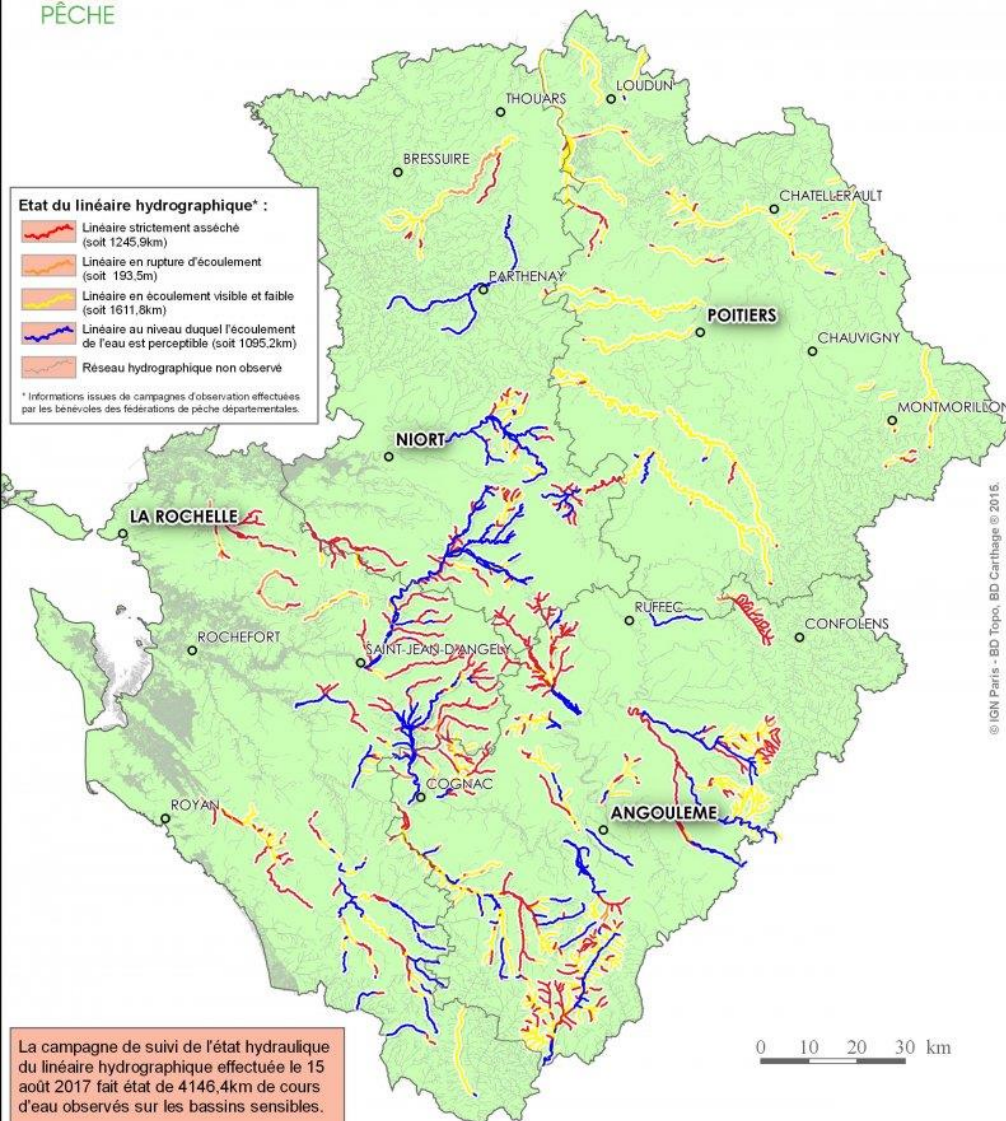 PÊCHE
LOUDUN
THOUARS
BRESSUIRE
CHATELLERAULT
Etat du linéaire hydrographique* :
Linéaire strictement asséché
(soit 1245,9km)
Linéaire en rupture d'écoulement
(soit 193,5m)
Linéaire en écoulement visible et faible
(soit 1611,8km)
Linéaire au niveau duquel l'écoulement
de l'eau est perceptible (soit 1095,2km)
Réseau hydrographique non observé
* Informations issues de campagnes d'observation effectuées
par les bénévoles des fédérations de pêche départementales.
PARTHENAY
POITIERS
CHAUVIGNY
MONTMORILLON
NIORT
LA ROCHELLE
RUFFEC
CONFOLENS
ROCHEFORT
SAINT-JEAN-D'ANGELY
COGNAC
ROYAN
ANGOULEME
© IGN Paris - BD Topo, BD Carthage ® 2015.
La campagne de suivi de l'état hydraulique
du linéaire hydrographique effectuée le 15
août 2017 fait état de 4146,4km de cours
d'eau observés sur les bassins sensibles.
0 10 20 30 km